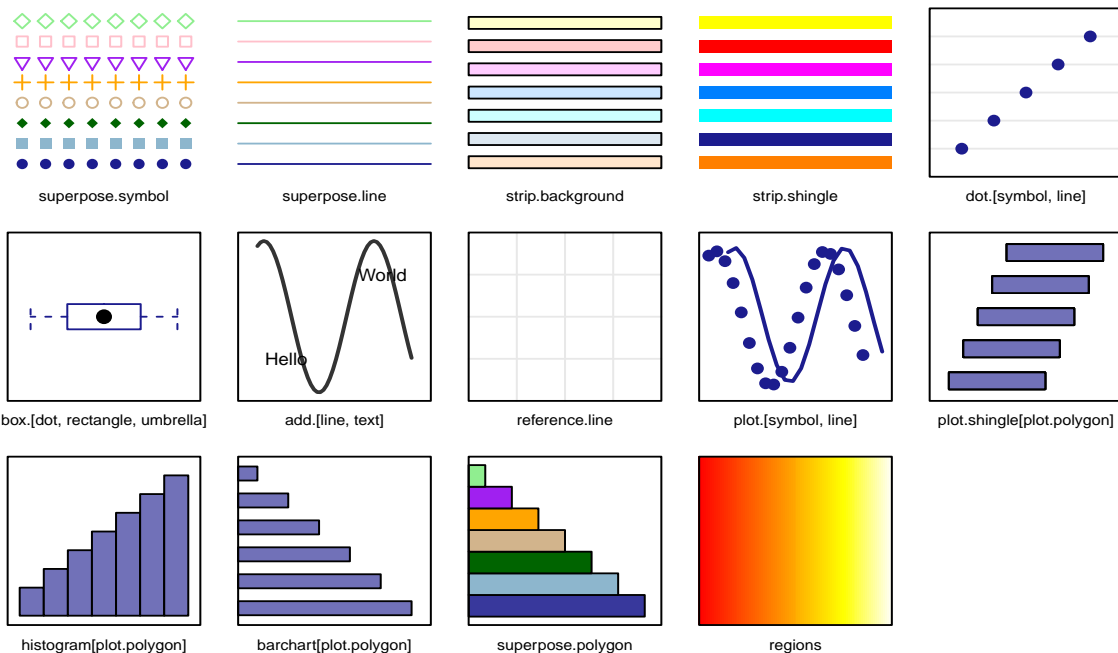 superpose.symbol
superpose.line
strip.background
strip.shingle
dot.[symbol, line]
World
Hello
box.[dot, rectangle, umbrella]
add.[line, text]
reference.line
plot.[symbol, line]
plot.shingle[plot.polygon]
histogram[plot.polygon]
barchart[plot.polygon]
superpose.polygon
regions